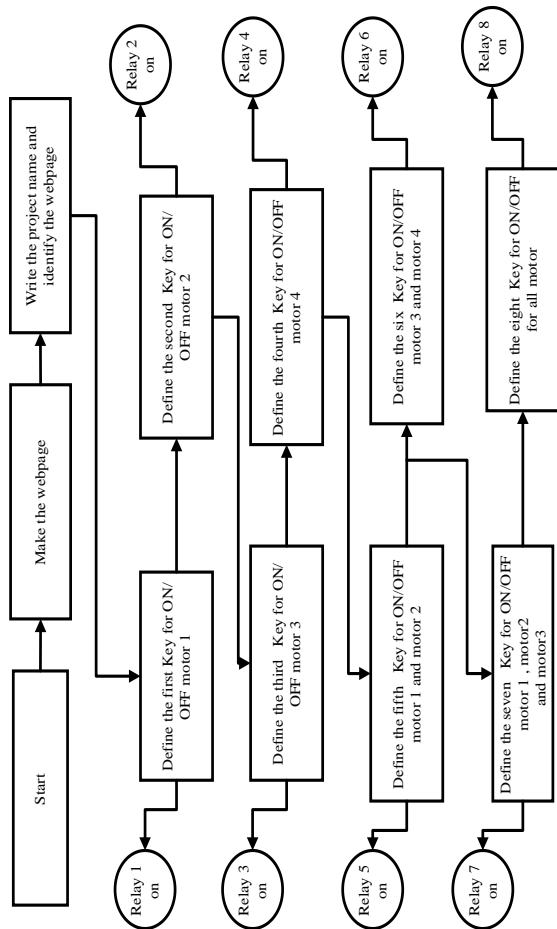 Start
Make the webpage
Write the project name and
identify the webpage
Relay 1
on
Define the first Key for ON/
OFF motor 1
Define the second Key for ON/
OFF motor 2
Relay 2
on
Relay 3
on
Define the third Key for ON/
OFF motor 3
Define the fourth Key for ON/OFF
motor 4
Relay 4
on
Relay 5
on
Define the fifth Key for ON/OFF
motor 1 and motor 2
Define the six Key for ON/OFF
motor 3 and motor 4
Relay 6
on
Relay 7
on
Define the seven Key for ON/OFF
motor 1 , motor2
and motor3
Define the eight Key for ON/OFF
for all motor
Relay 8
on